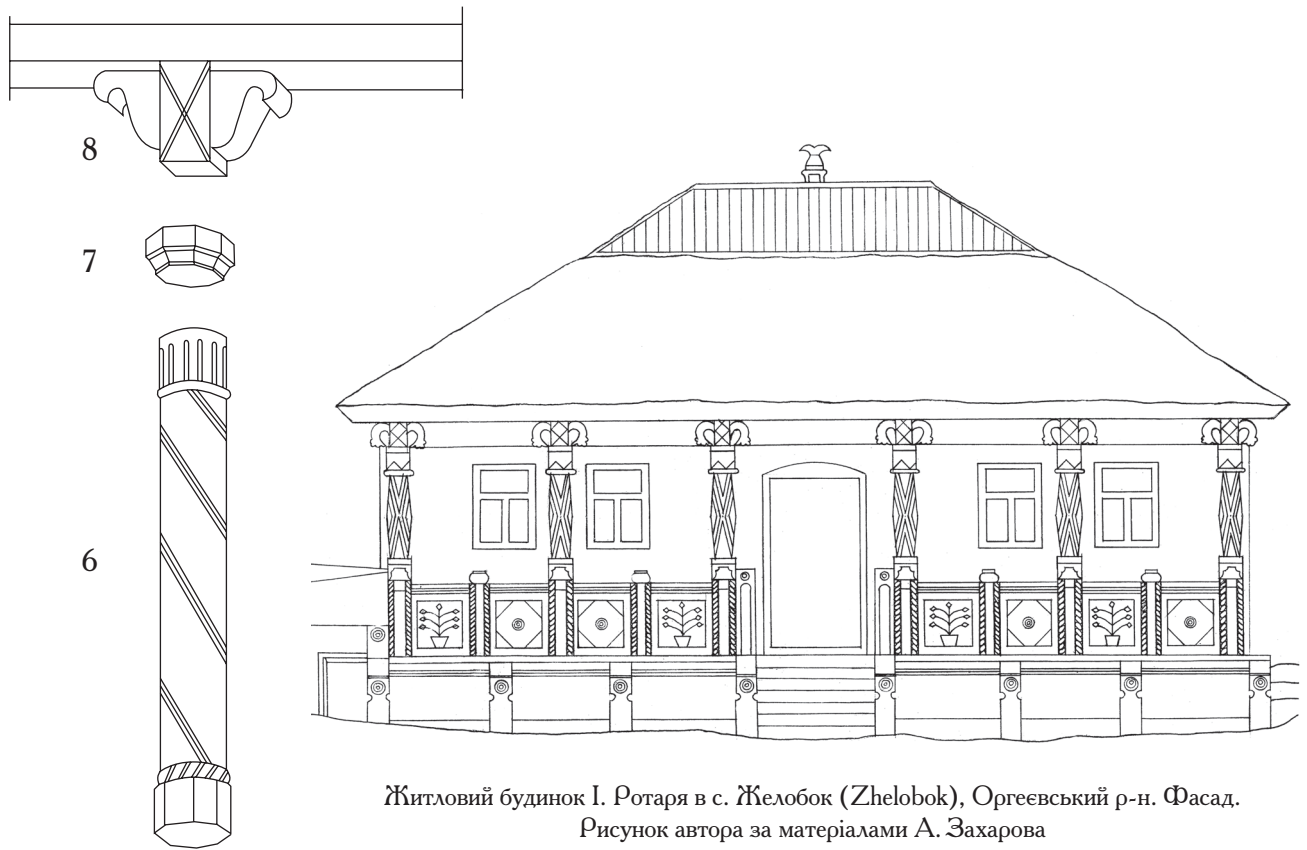 8
7
6
Житловий будинок І. Ротаря в с. Желобок (Zhelobok), Оргеєвський р-н. Фасад.
Рисунок автора за матеріалами А. Захарова